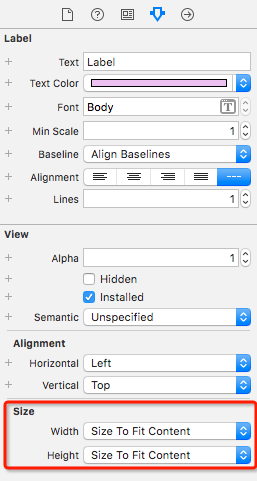 Label
Text Label
Text Color
Font Body T
Min Scale 1
Baseline Align Baselines
Alignment
Lines 1
View
Alpha 1
Hidden
Installed
Semantic Unspecified
Alignment
Horizontal Left
Vertical Top
Size
Width Size To Fit Content
Height Size To Fit Content